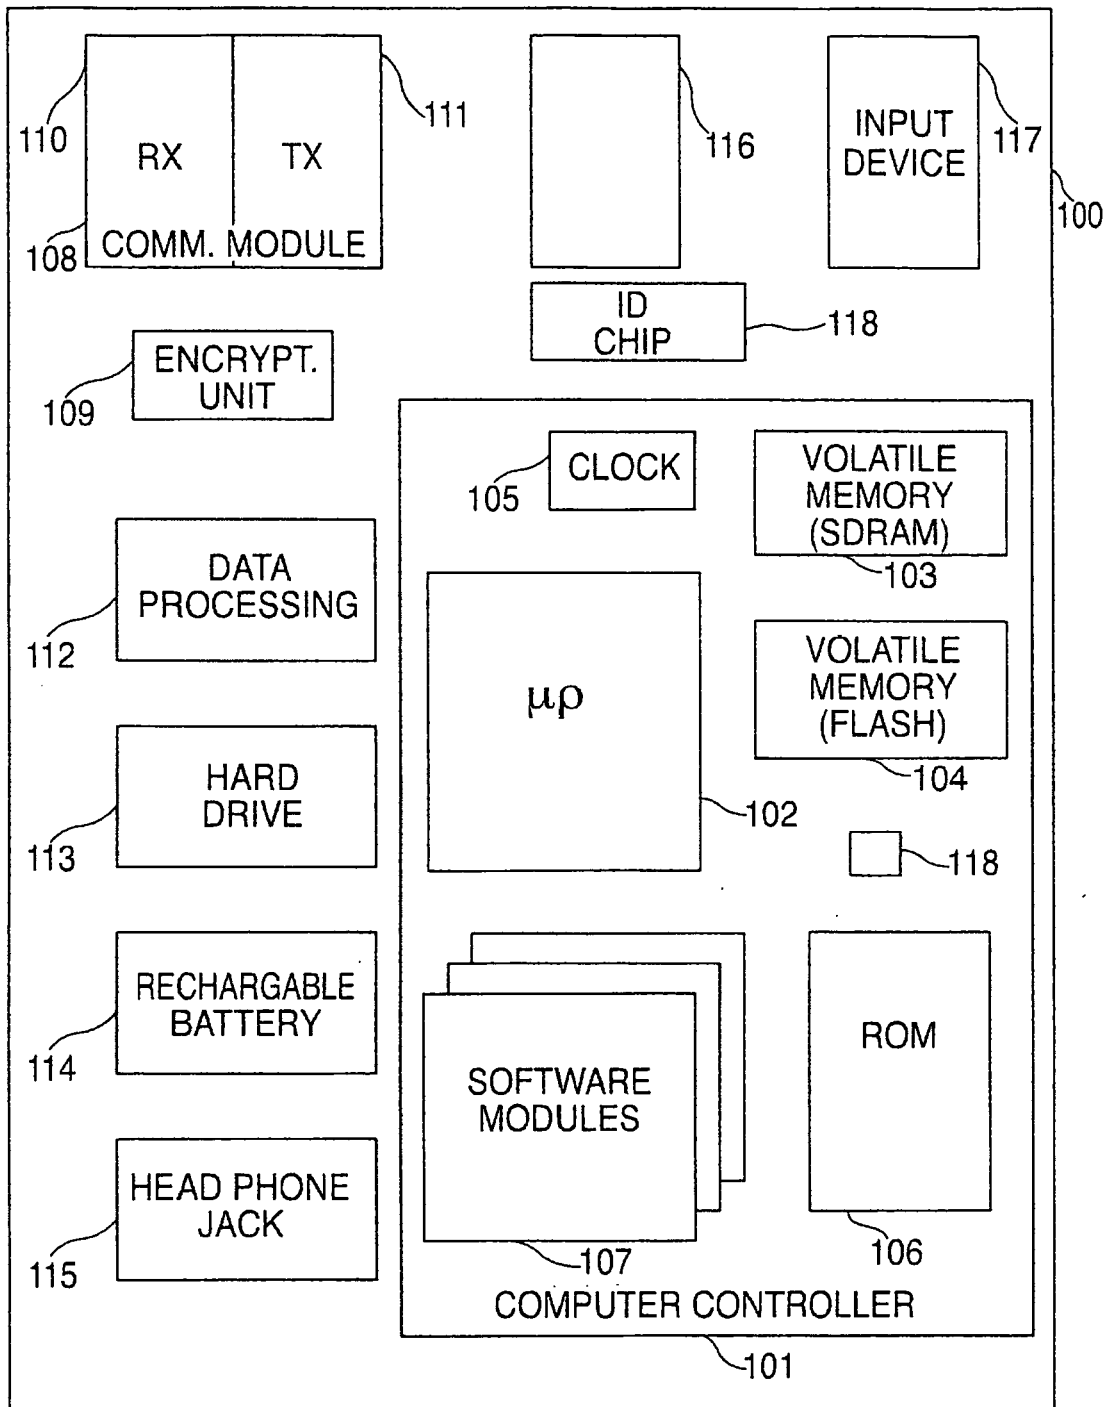 110
RX
TX
111
108
COMM. MODULE
116
INPUT
DEVICE
117
100
ID
CHIP
118
ENCRYPT.
UNIT
109
CLOCK
105
VOLATILE
MEMORY
(SDRAM)
103
DATA
PROCESSING
112
μρ
102
VOLATILE
MEMORY
(FLASH)
104
HARD
DRIVE
113
118
RECHARGABLE
BATTERY
114
SOFTWARE
MODULES
107
ROM
106
HEAD PHONE
JACK
115
COMPUTER CONTROLLER
101